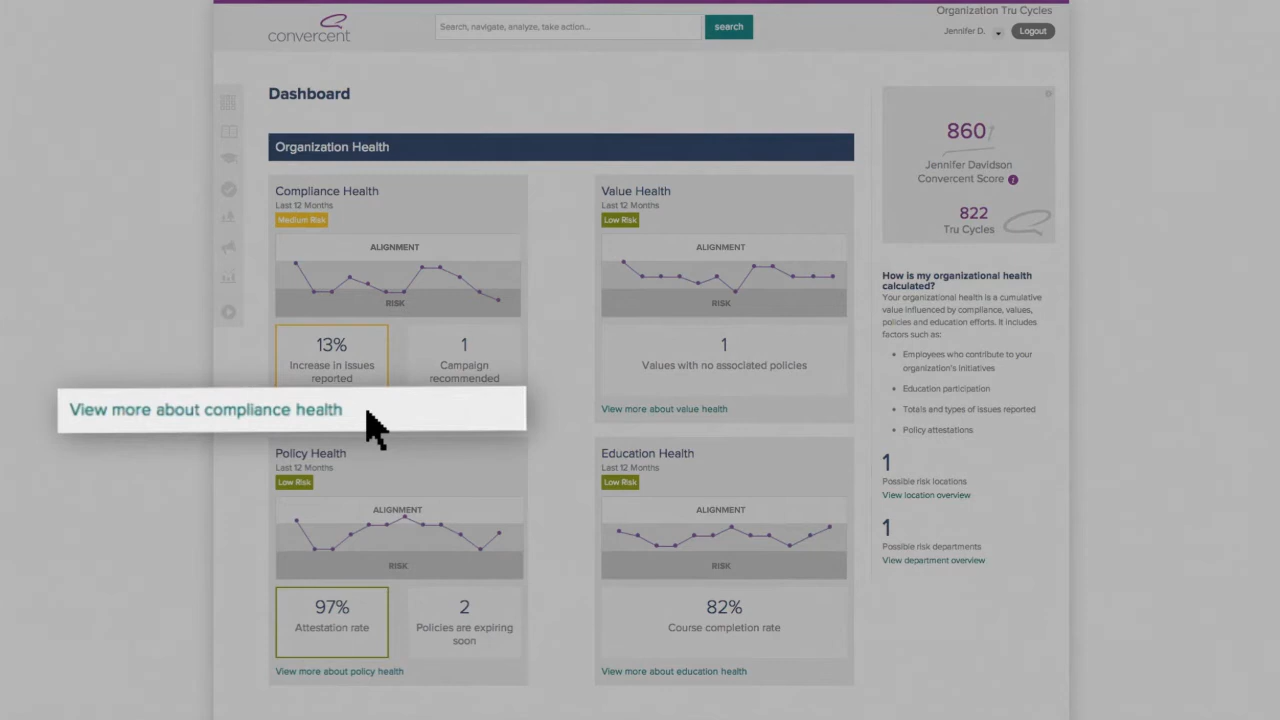 Organization Tru Cycles
convercent
Search, navigate, analyze, take action...
search
Jennifer D.
Logout
Dashboard
Organization Health
Compliance Health
Last 12 Months
Medium Risk
ALIGNMENT
RISK
13%
Increase in issues
reported
1
Campaign
recommended
View more about compliance health
Value Health
Last 12 Months
Low Risk
ALIGNMENT
RISK
1
Values with no associated policies
View more about value health
Policy Health
Last 12 Months
Low Risk
ALIGNMENT
RISK
97%
Attestation rate
2
Policies are expiring
soon
View more about policy health
Education Health
Last 12 Months
Low Risk
ALIGNMENT
RISK
82%
Course completion rate
View more about education health
860
Jennifer Davidson
Convercent Score i
822
Tru Cycles
How is my organizational health
calculated?
Your organizational health is a cumulative
value influenced by compliance, values,
policies and education efforts. It includes
factors such as:
• Employees who contribute to your
organization's initiatives
• Education participation
• Totals and types of issues reported
• Policy attestations
1
Possible risk locations
View location overview
1
Possible risk departments
View department overview